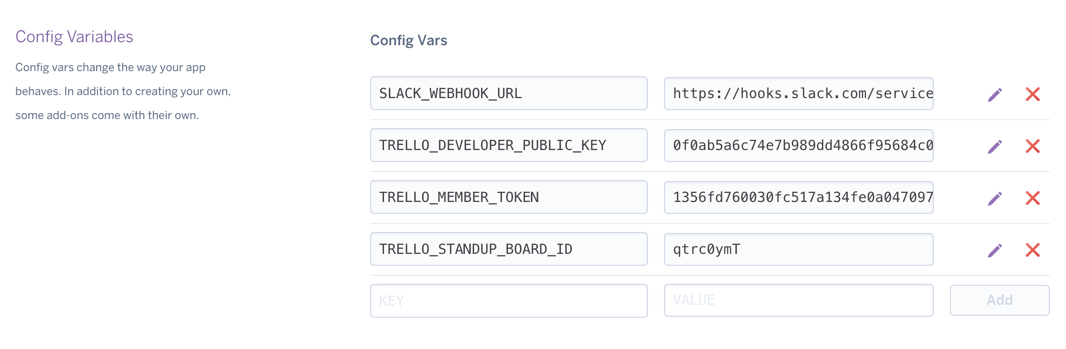 Config Variables
Config vars change the way your app
behaves. In addition to creating your own,
some add-ons come with their own.
Config Vars
SLACK_WEBHOOK_URL https://hooks.slack.com/service
TRELLO_DEVELOPER_PUBLIC_KEY 0f0ab5a6c74e7b989dd4866f95684c0
TRELLO_MEMBER_TOKEN 1356fd760030fc517a134fe0a047097
TRELLO_STANDUP_BOARD_ID qtrc0ymT
KEY VALUE Add